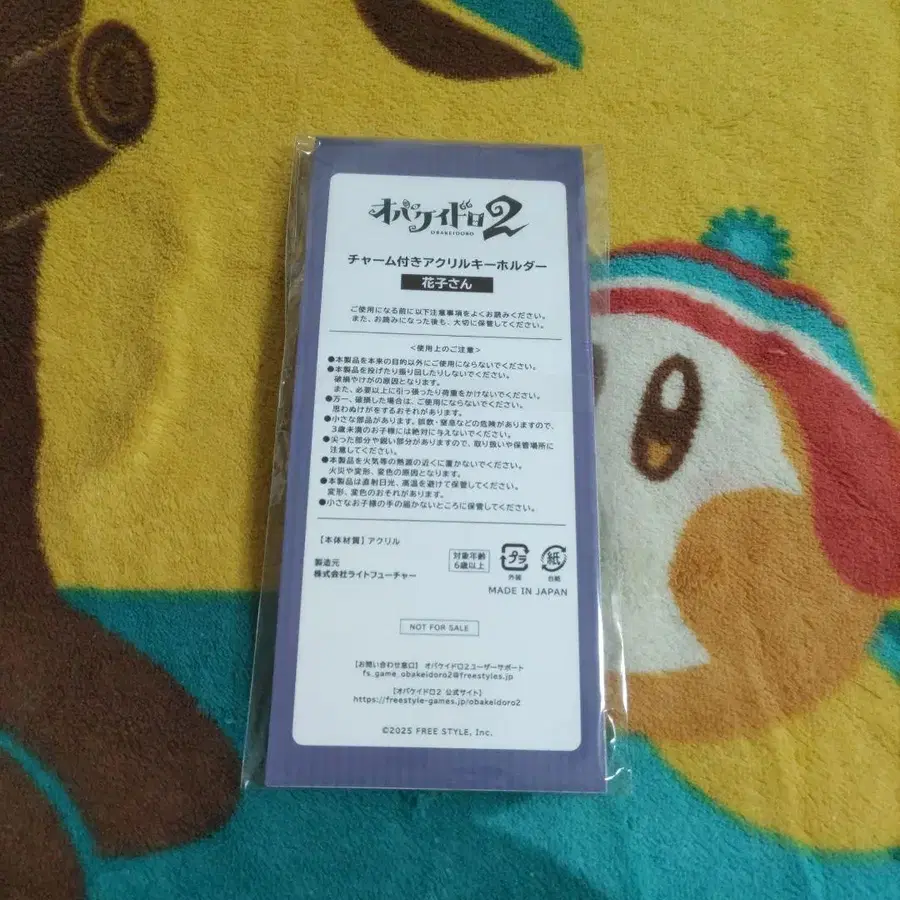 オバケイドロ2
OBAKEIDORO
チャーム付きアクリルキーホルダー
花子さん
ご使用になる前に以下注意事項をよくお読みください。
また、お読みになった後も、大切に保管してください。
<使用上のご注意>
●本製品を本来の目的以外にご使用にならないでください。
●本製品を投げたり振り回したりしないでください。
破損やけがの原因となります。
また、必要以上に引っ張ったり荷重をかけないでください。
●万一、破損した場合は、ご使用にならないでください。
思わぬけがをするおそれがあります。
●小さな部品があります。誤飲・窒息などの危険がありますので、
3歳未満のお子様には絶対に与えないでください。
●尖った部分や鋭い部分がありますので、取り扱いや保管場所に
注意してください。
●本製品を火気等の熱源の近くに置かないでください。
火災や変形、変色の原因となります。
●本製品は直射日光、高温を避けて保管してください。
変形、変色のおそれがあります。
●小さなお子様の手の届かないところに保管してください。
【本体材質】アクリル
製造元
株式会社ライトフューチャー
対象年齢
6歳以上
プラ
外装
紙
台紙
MADE IN JAPAN
NOT FOR SALE
【お問い合わせ窓口】 オバケイドロ2ユーザーサポート
fs_game_obakeidoro2@freestyles.jp
【オバケイドロ2 公式サイト】
https://freestyle-games.jp/obakeidoro2
©2025 FREE STYLE, Inc.